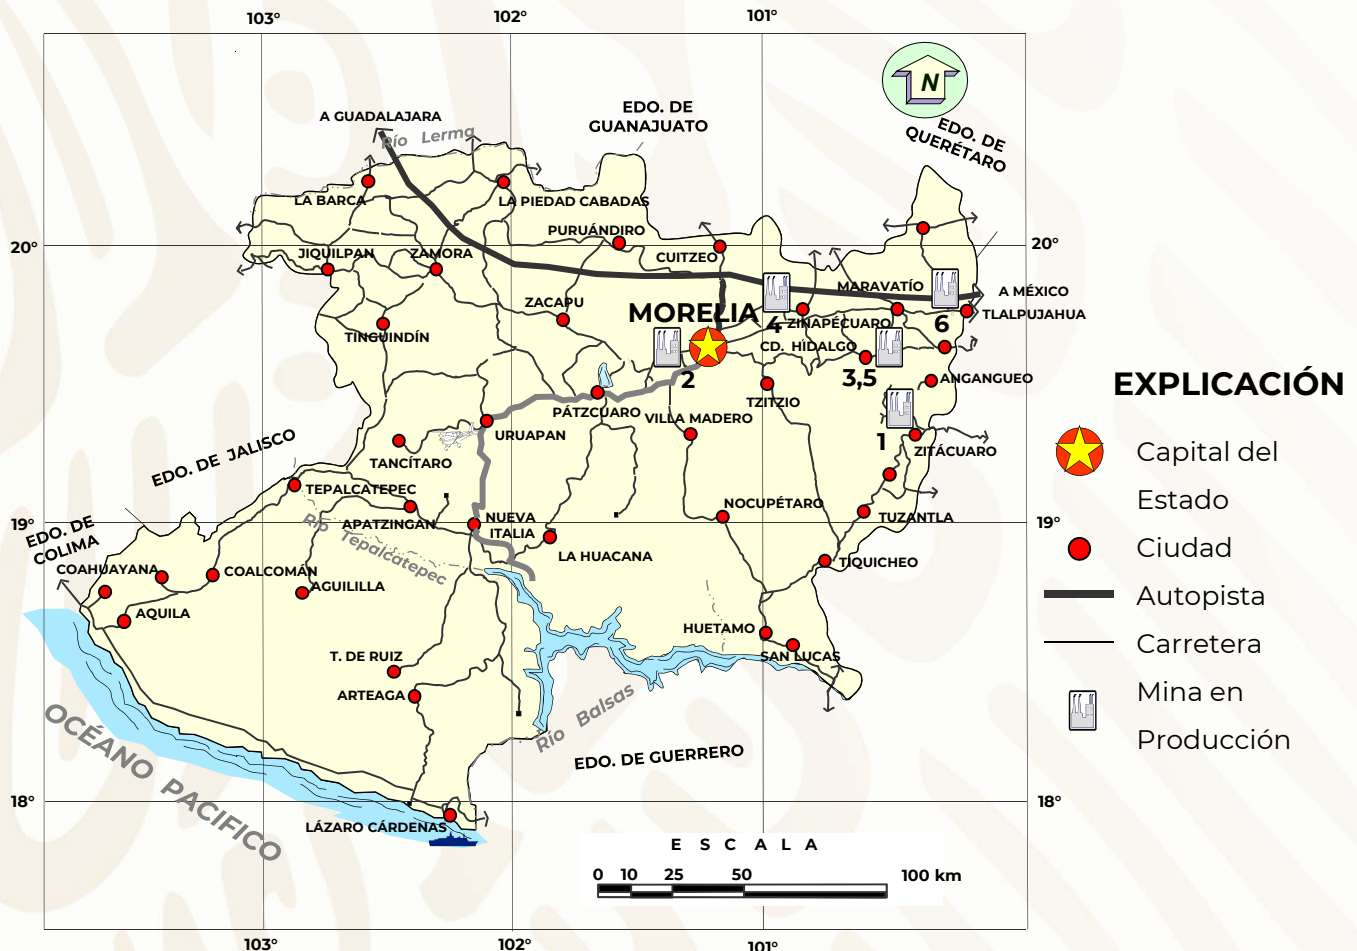 103°
102°
101°
N
EDO. DE
QUERÉTARO
EDO. DE
GUANAJUATO
A GUADALAJARA
Río Lerma
LA BARCA
LA PIEDAD CABADAS
PURUÁNDIRO
20°
20°
JIQUILPAN
ZAMORA
CUITZEO
MARAVATÍO
A MÉXICO
ZACAPU
MORELIA
4
ZINAPÉCUARO
6
TLALPUJAHUA
TINGUINDÍN
CD. HIDALGO
2
3,5
ANGANGUEO
TZITZIO
PÁTZCUARO
VILLA MADERO
URUAPAN
1
ZITÁCUARO
EDO. DE JALISCO
TANCÍTARO
TEPALCATEPEC
NOCUPÉTARO
TUZANTLA
19°
19°
APATZINGÁN
NUEVA
ITALIA
Río
Tepalcatepec
EDO. DE
COLIMA
LA HUACANA
TIQUICHEO
COAHUAYANA
COALCOMÁN
AGUILILLA
AQUILA
HUETAMO
SAN LUCAS
T. DE RUIZ
ARTEAGA
Río Balsas
OCÉANO PACIFICO
EDO. DE GUERRERO
18°
18°
LÁZARO CÁRDENAS
ESCALA
0 10 25 50 100 km
103°
102°
101°
EXPLICACIÓN
Capital del
Estado
Ciudad
Autopista
Carretera
Mina en
Producción